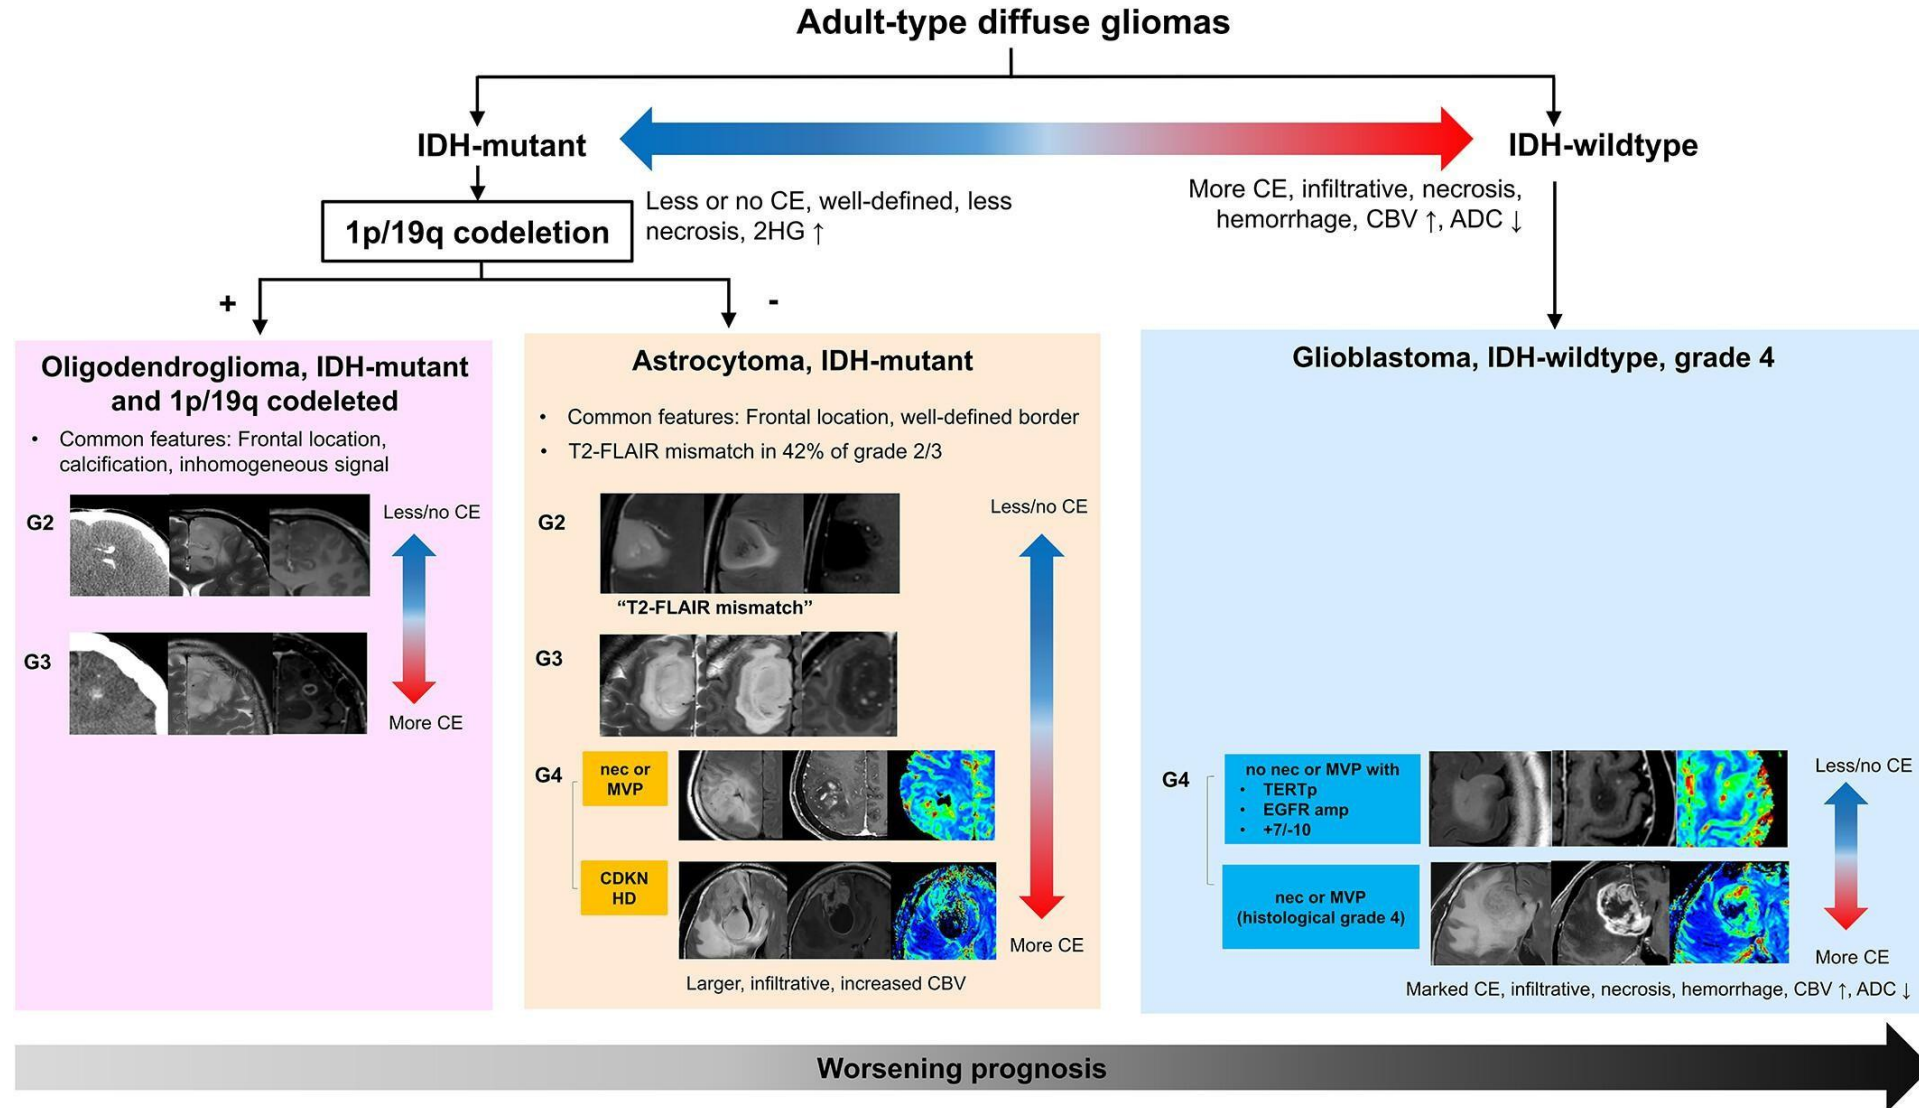 Adult-type diffuse gliomas
IDH-mutant
IDH-wildtype
Less or no CE, well-defined, less
necrosis, 2HG ↑
More CE, infiltrative, necrosis,
hemorrhage, CBV ↑, ADC ↓
1p/19q codeletion
+
-
Oligodendroglioma, IDH-mutant
and 1p/19q codeleted
• Common features: Frontal location,
calcification, inhomogeneous signal
G2
Less/no CE
G3
More CE
Astrocytoma, IDH-mutant
• Common features: Frontal location, well-defined border
• T2-FLAIR mismatch in 42% of grade 2/3
G2
Less/no CE
“T2-FLAIR mismatch”
G3
G4
nec or
MVP
CDKN
HD
More CE
Larger, infiltrative, increased CBV
Glioblastoma, IDH-wildtype, grade 4
G4
no nec or MVP with
• TERTp
• EGFR amp
• +7/-10
Less/no CE
nec or MVP
(histological grade 4)
More CE
Marked CE, infiltrative, necrosis, hemorrhage, CBV ↑, ADC ↓
Worsening prognosis